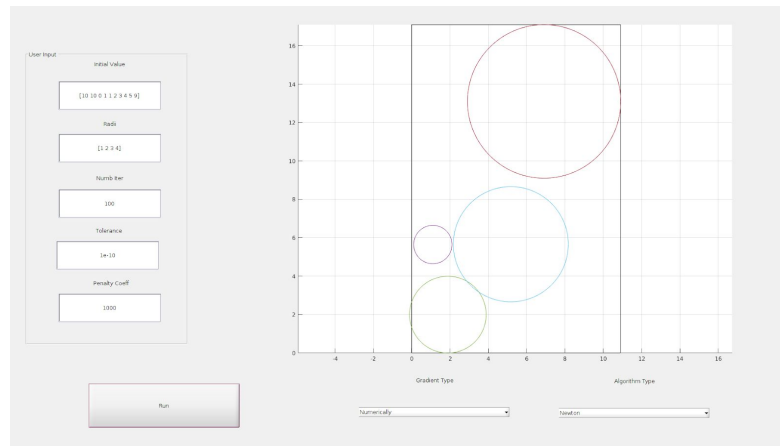 User Input
Initial Value
[10 10 0 1 1 2 3 4 5 9]
Radii
[1 2 3 4]
Numb Iter
100
Tolerance
1e-10
Penalty Coeff
1000
Run
16
14
12
10
8
6
4
2
0
-4 -2 0 2 4 6 8 10 12 14 16
Gradient Type
Algorithm Type
Numerically
Newton